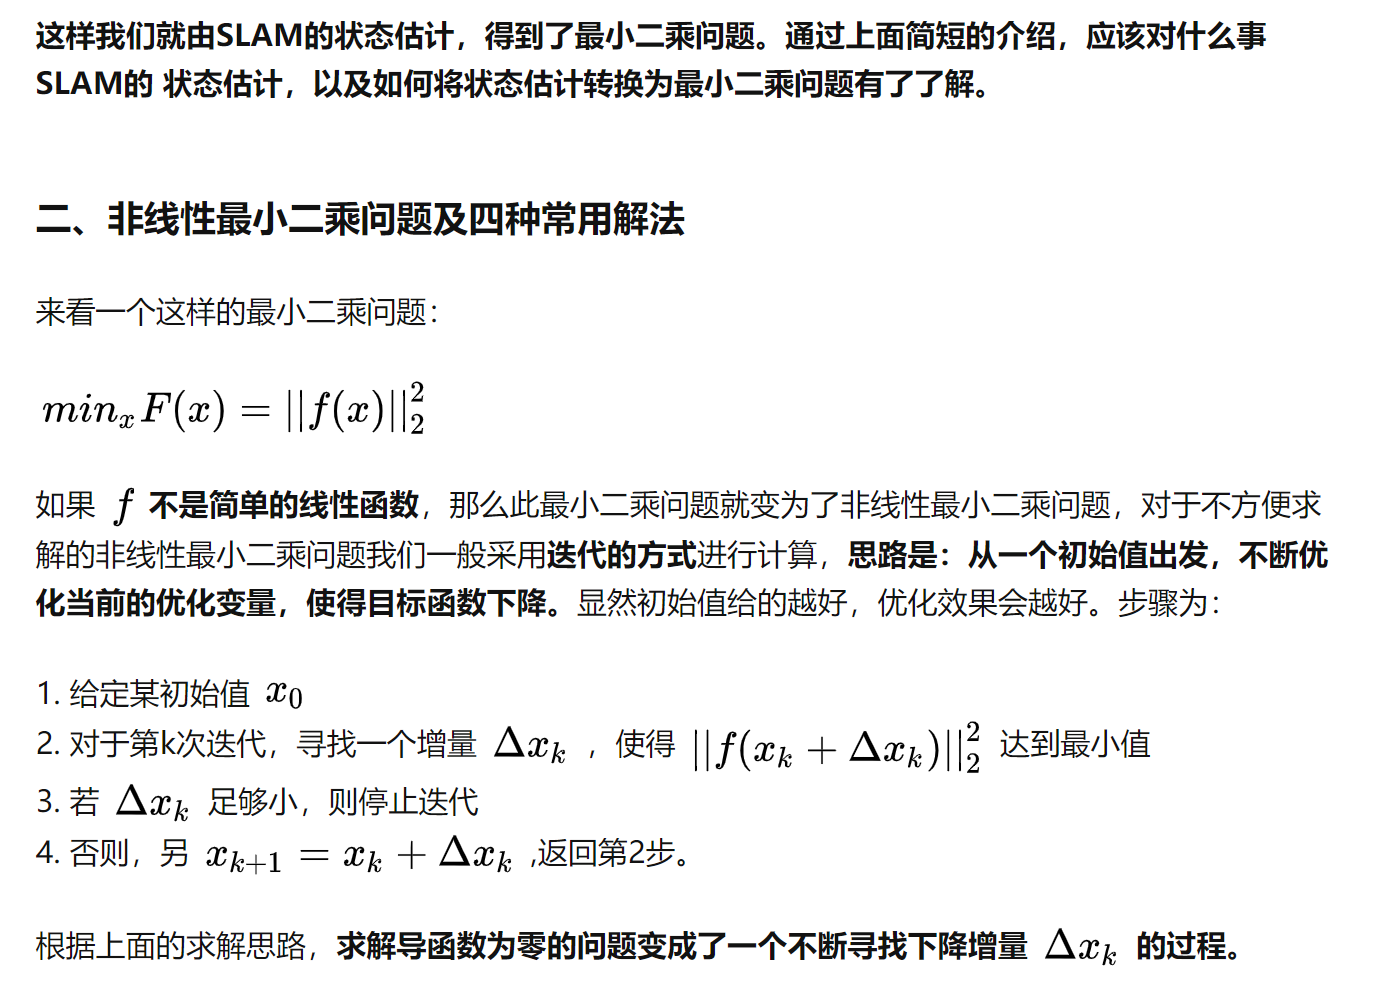 这样我们就由SLAM的状态估计，得到了最小二乘问题。通过上面简短的介绍，应该对什么事
SLAM的 状态估计，以及如何将状态估计转换为最小二乘问题有了了解。
二、非线性最小二乘问题及四种常用解法
来看一个这样的最小二乘问题：
$min_x F(x) = ||f(x)||_2^2$
如果 $f$ 不是简单的线性函数，那么此最小二乘问题就变为了非线性最小二乘问题，对于不方便求
解的非线性最小二乘问题我们一般采用迭代的方式进行计算，思路是：从一个初始值出发，不断优
化当前的优化变量，使得目标函数下降。显然初始值给的越好，优化效果会越好。步骤为：
1. 给定某初始值 $x_0$
2. 对于第k次迭代，寻找一个增量 $\Delta x_k$ ，使得 $||f(x_k + \Delta x_k)||_2^2$ 达到最小值
3. 若 $\Delta x_k$ 足够小，则停止迭代
4. 否则，另 $x_{k+1} = x_k + \Delta x_k$ ,返回第2步。
根据上面的求解思路，求解导函数为零的问题变成了一个不断寻找下降增量 $\Delta x_k$ 的过程。